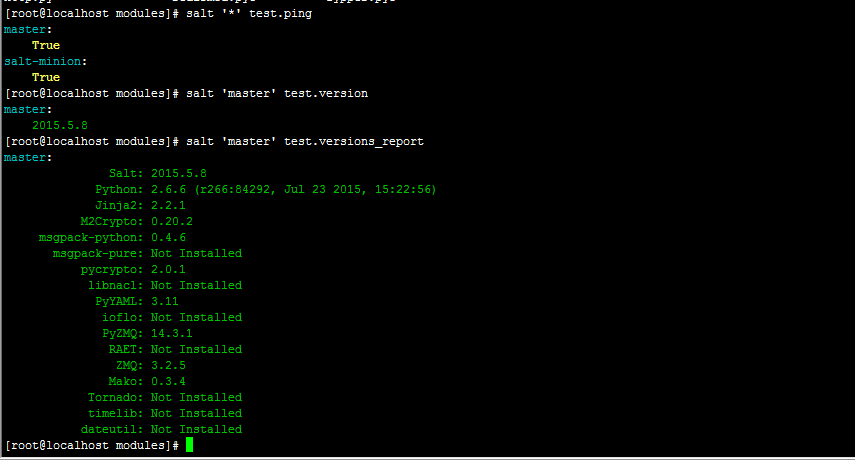 [root@localhost modules]# salt '*' test.ping
master:
    True
salt-minion:
    True
[root@localhost modules]# salt 'master' test.version
master:
    2015.5.8
[root@localhost modules]# salt 'master' test.versions_report
master:
               Salt: 2015.5.8
             Python: 2.6.6 (r266:84292, Jul 23 2015, 15:22:56)
             Jinja2: 2.2.1
           M2Crypto: 0.20.2
     msgpack-python: 0.4.6
       msgpack-pure: Not Installed
           pycrypto: 2.0.1
            libnacl: Not Installed
             PyYAML: 3.11
              ioflo: Not Installed
              PyZMQ: 14.3.1
               RAET: Not Installed
                ZMQ: 3.2.5
               Mako: 0.3.4
            Tornado: Not Installed
            timelib: Not Installed
           dateutil: Not Installed
[root@localhost modules]#